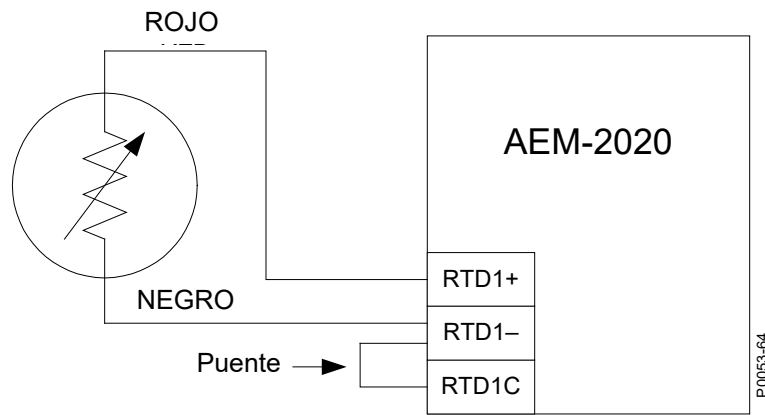 ROJO
AEM-2020
RTD1+
NEGRO
RTD1–
Puente
RTD1C
P0053-64